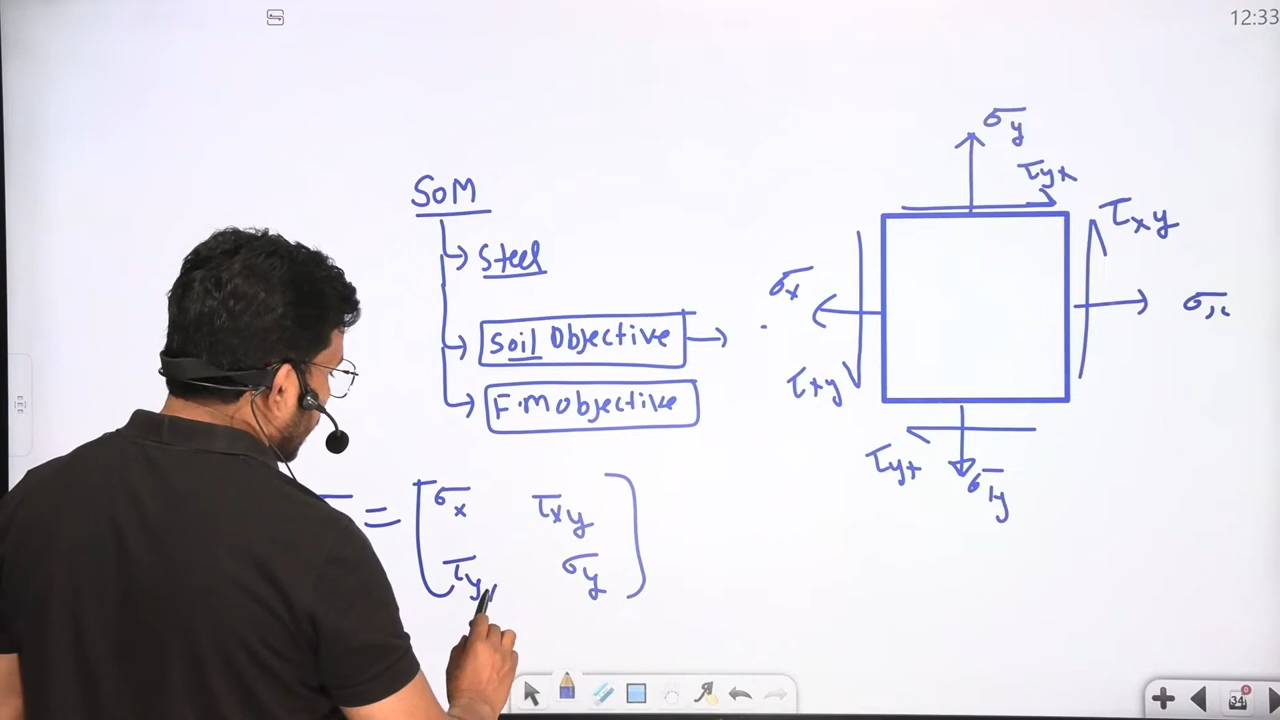 12:33
SOM
Steel
Soil Objective
F.M objective
σy
τyx
τxy
σx
σx
τxy
τyx
σy
= [σx τxy
τyx σy]
34